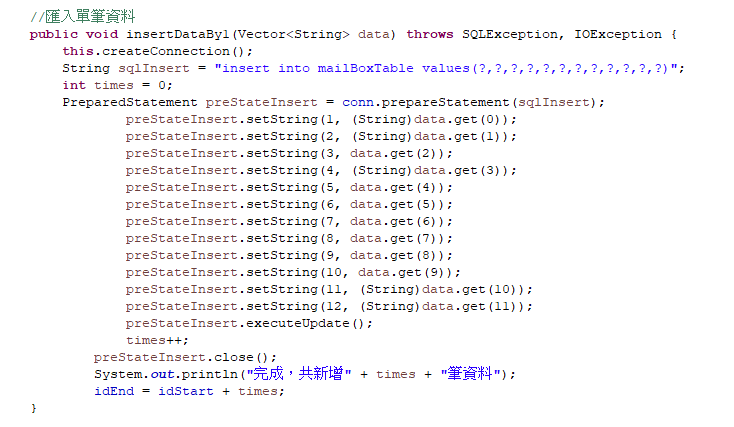 //匯入單筆資料
public void insertDataBy1(Vector<String> data) throws SQLException, IOException {
this.createConnection();
String sqlInsert = "insert into mailBoxTable values(?,?,?,?,?,?,?,?,?,?,?,?)";
int times = 0;
PreparedStatement preStateInsert = conn.prepareStatement(sqlInsert);
preStateInsert.setString(1, (String)data.get(0));
preStateInsert.setString(2, (String)data.get(1));
preStateInsert.setString(3, data.get(2));
preStateInsert.setString(4, (String)data.get(3));
preStateInsert.setString(5, data.get(4));
preStateInsert.setString(6, data.get(5));
preStateInsert.setString(7, data.get(6));
preStateInsert.setString(8, data.get(7));
preStateInsert.setString(9, data.get(8));
preStateInsert.setString(10, data.get(9));
preStateInsert.setString(11, (String)data.get(10));
preStateInsert.setString(12, (String)data.get(11));
preStateInsert.executeUpdate();
times++;
preStateInsert.close();
System.out.println("完成，共新增" + times + "筆資料");
idEnd = idStart + times;
}